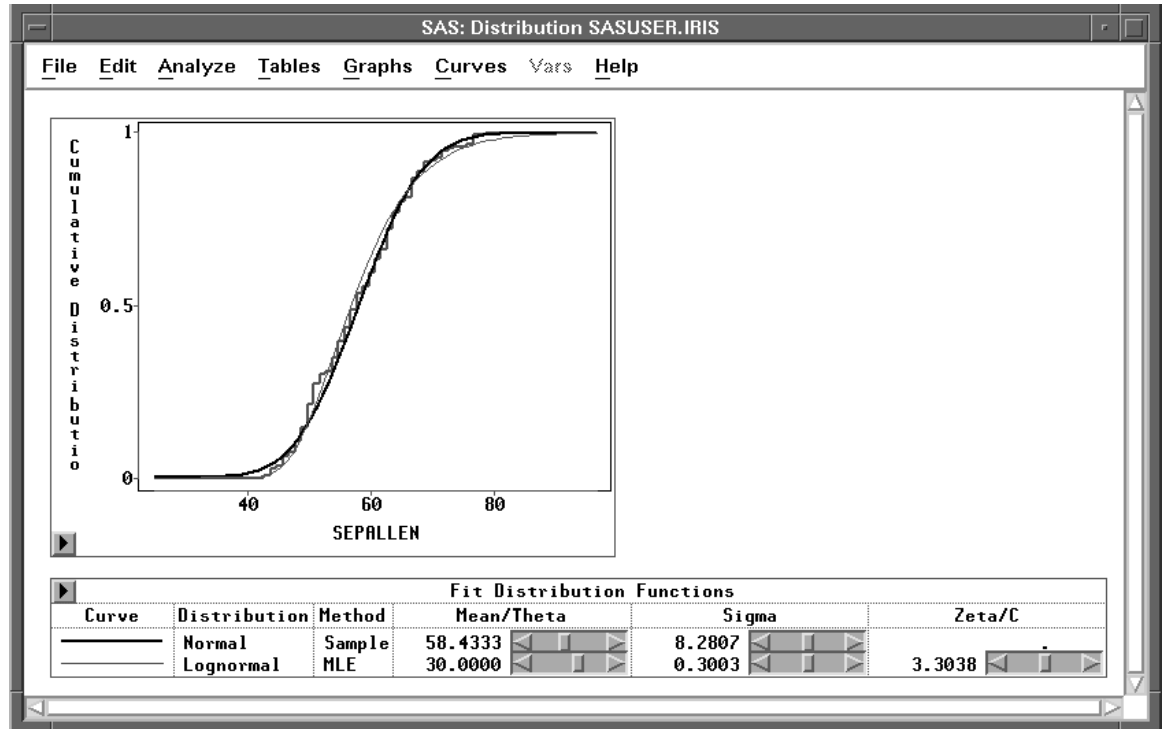 SAS: Distribution SASUSER.IRIS
File Edit Analyze Tables Graphs Curves Vars Help
Cumulative Distributio
1
0.5
0
40 60 80
SEPALLEN
Fit Distribution Functions
Curve Distribution Method Mean/Theta Sigma Zeta/C
Normal Sample 58.4333 8.2807 .
Lognormal MLE 30.0000 0.3003 3.3038